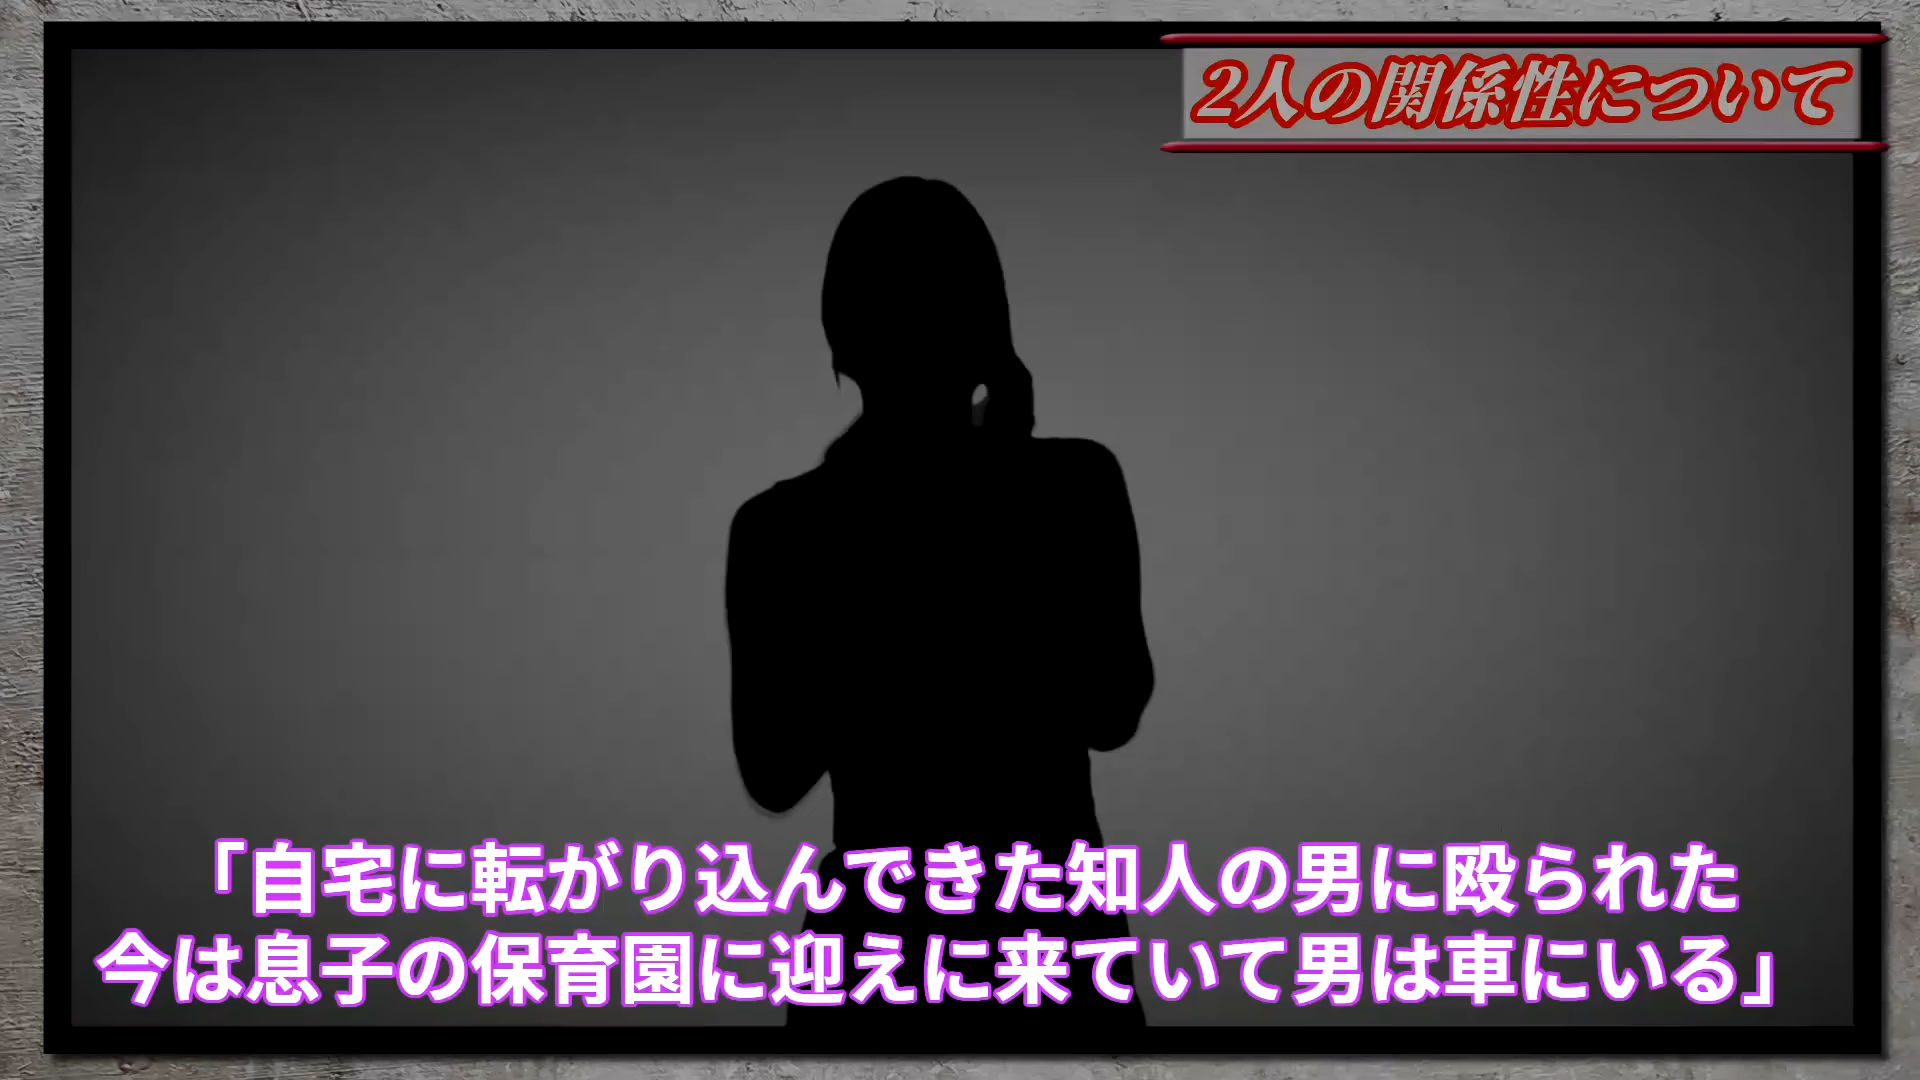 2人の関係性について
「自宅に転がり込んできた知人の男に殴られた
今は息子の保育園に迎えに来ていて男は車にいる」